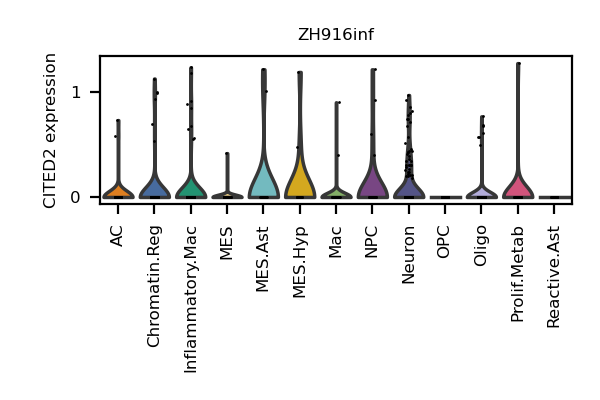 ZH916inf
CITED2 expression
1
0
AC
Chromatin.Reg
Inflammatory.Mac
MES
MES.Ast
MES.Hyp
Mac
NPC
Neuron
OPC
Oligo
Prolif.Metab
Reactive.Ast